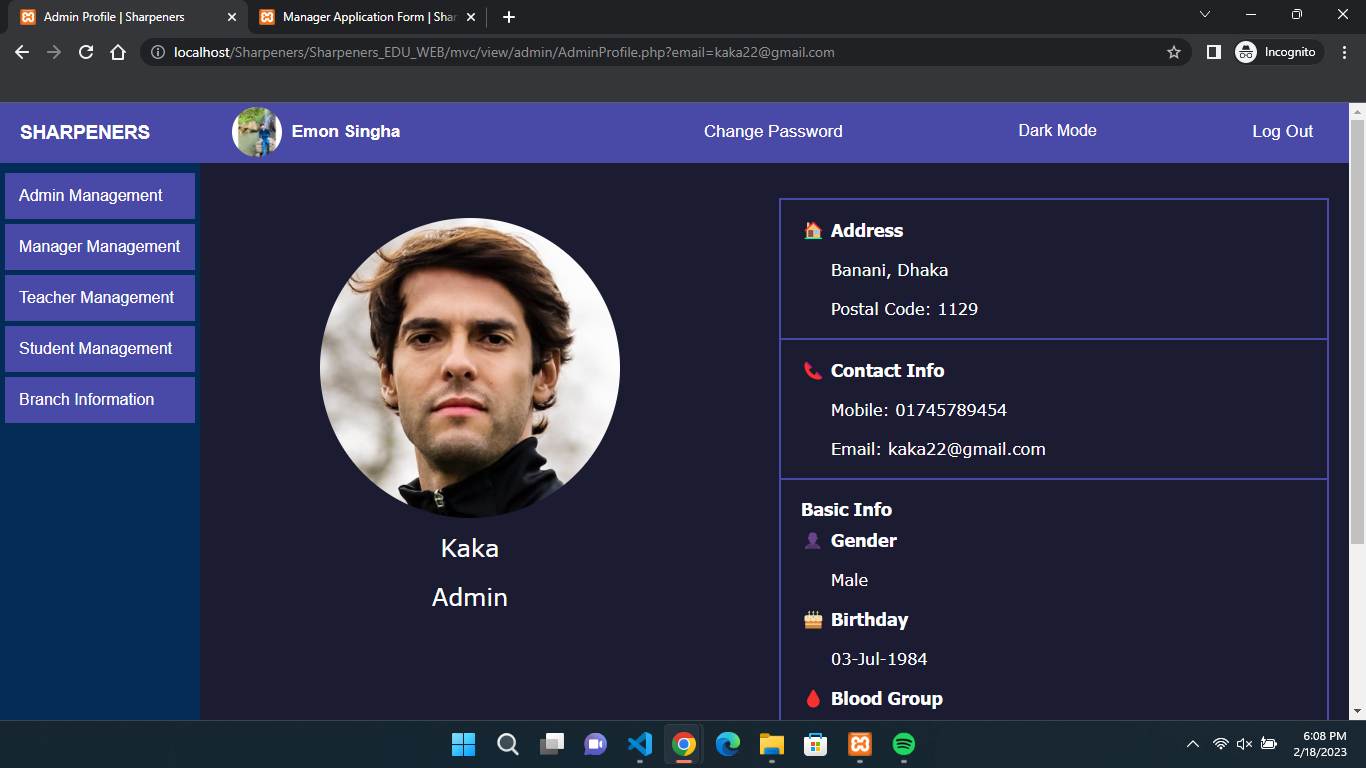 Admin Profile | Sharpeners
Manager Application Form | Shar
localhost/Sharpeners/Sharpeners_EDU_WEB/mvc/view/admin/AdminProfile.php?email=kaka22@gmail.com
Incognito
SHARPENERS
Emon Singha
Change Password
Dark Mode
Log Out
Admin Management
Manager Management
Teacher Management
Student Management
Branch Information
Kaka
Admin
Address
Banani, Dhaka
Postal Code: 1129
Contact Info
Mobile: 01745789454
Email: kaka22@gmail.com
Basic Info
Gender
Male
Birthday
03-Jul-1984
Blood Group
6:08 PM
2/18/2023